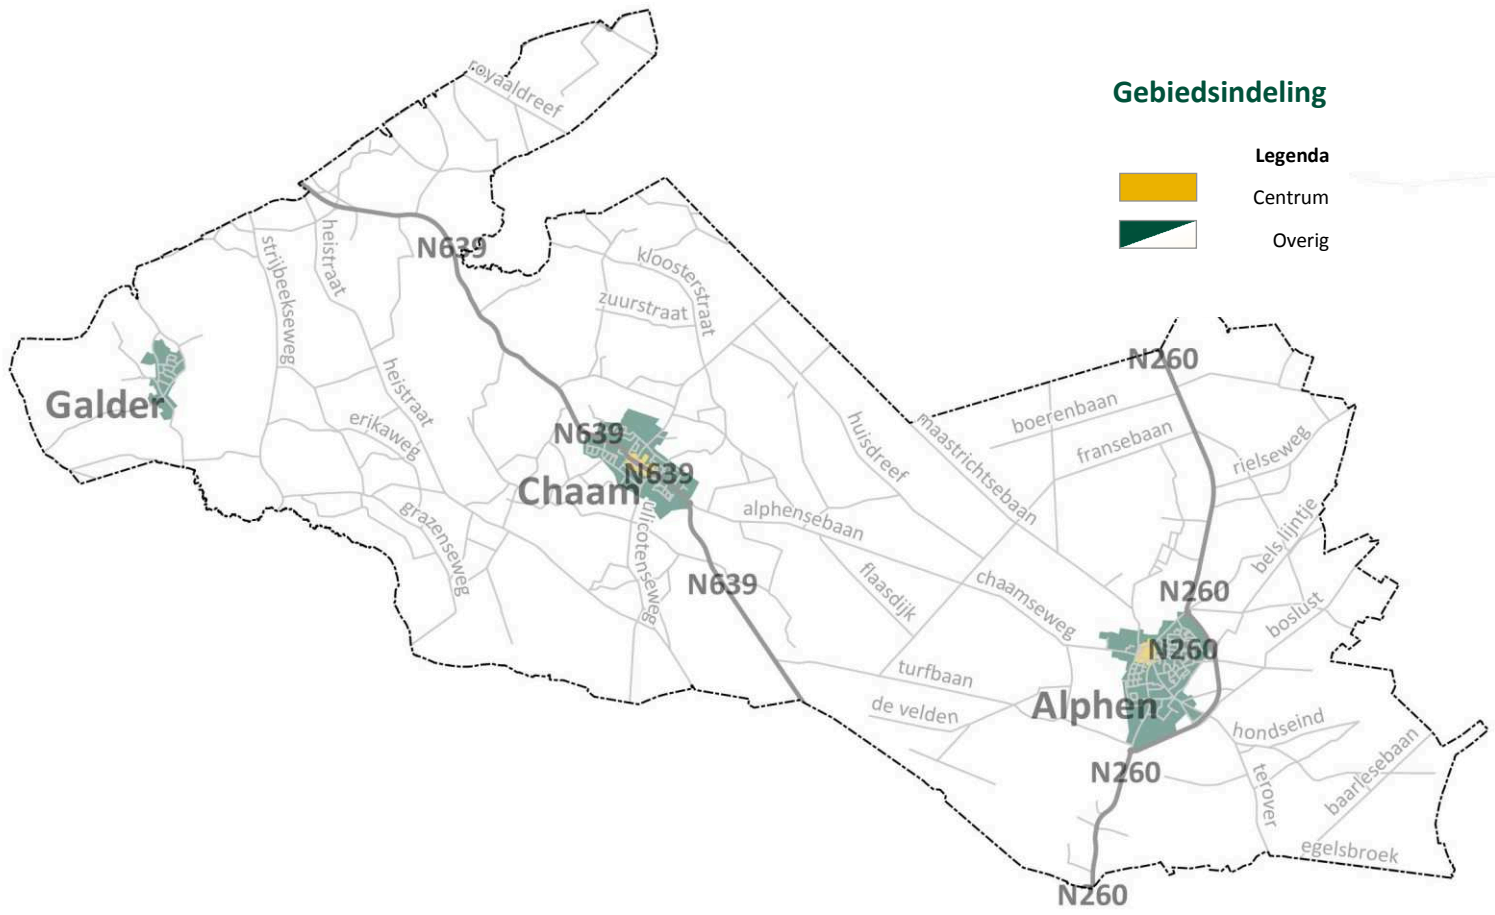 royaaldreef
Gebiedsindeling
Legenda
Centrum
Overig
N639
heistraat
strijbeekseweg
kloosterstraat
zuurstraat
N260
Galder
heistraat
erikaweg
boerenbaan
huisdreef
maastrichtsebaan
fransebaan
rielseweg
N639
N639
Chaam
grazenseweg
ulicotenseweg
alphensebaan
bels lijntje
N639
flaasdijk
chaamseweg
N260
boslust
N260
turfbaan
de velden
Alphen
hondseind
N260
terover
baarlesebaan
egelsbroek
N260